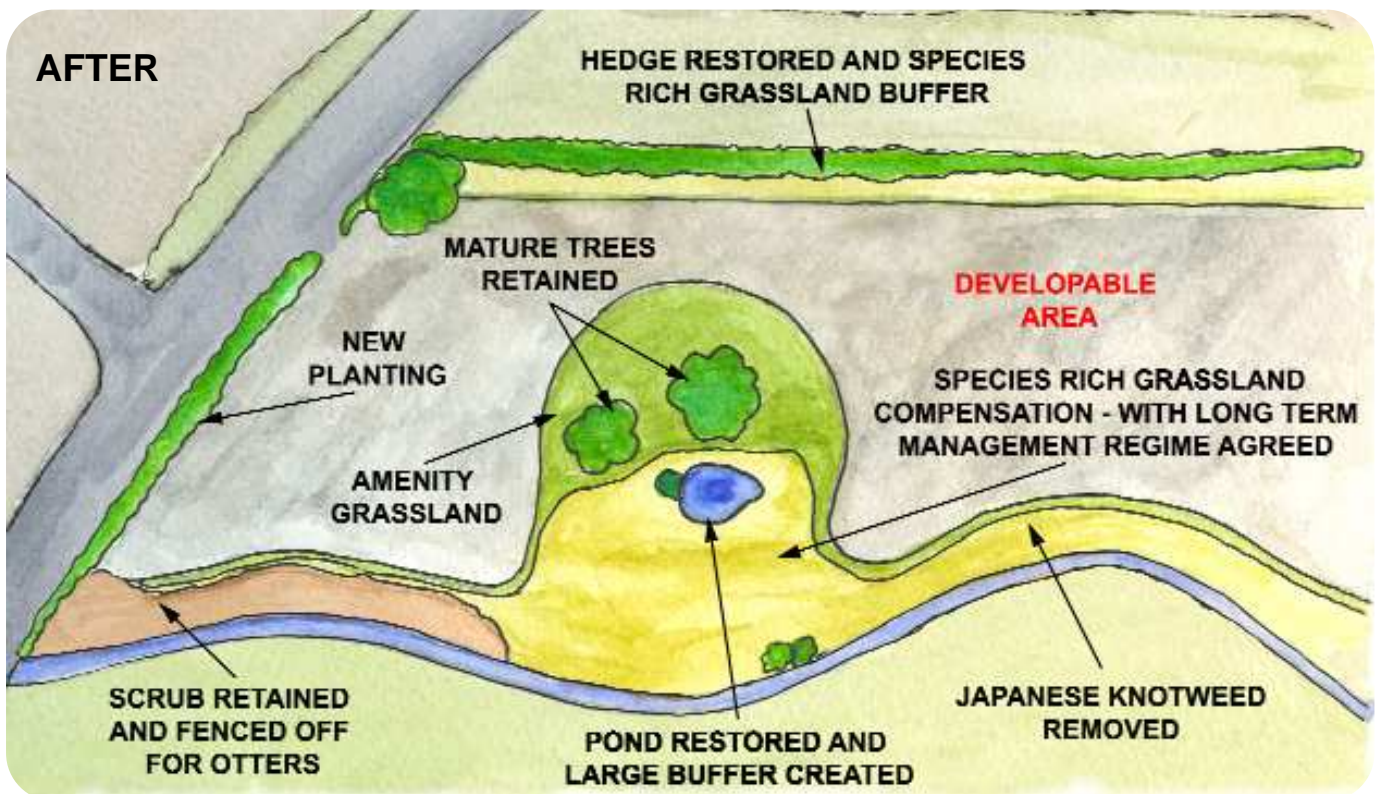 AFTER
HEDGE RESTORED AND SPECIES
RICH GRASSLAND BUFFER
MATURE TREES
RETAINED
DEVELOPABLE
AREA
NEW
PLANTING
SPECIES RICH GRASSLAND
COMPENSATION - WITH LONG TERM
MANAGEMENT REGIME AGREED
AMENITY
GRASSLAND
SCRUB RETAINED
AND FENCED OFF
FOR OTTERS
POND RESTORED AND
LARGE BUFFER CREATED
JAPANESE KNOTWEED
REMOVED